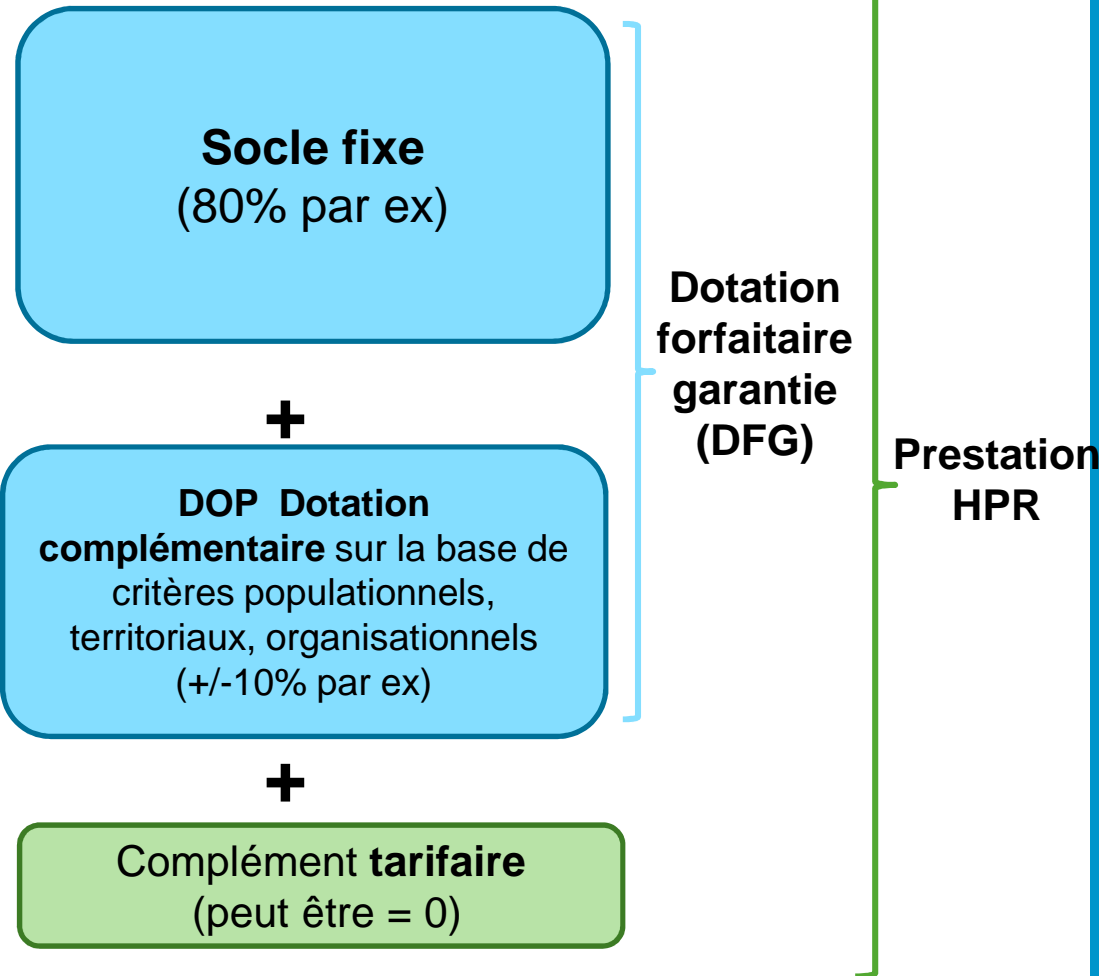 Socle fixe
(80% par ex)
+
DOP  Dotation
complémentaire sur la base de
critères populationnels,
territoriaux, organisationnels
(+/-10% par ex)
+
Complément tarifaire
(peut être = 0)
Dotation
forfaitaire
garantie
(DFG)
Prestation
HPR